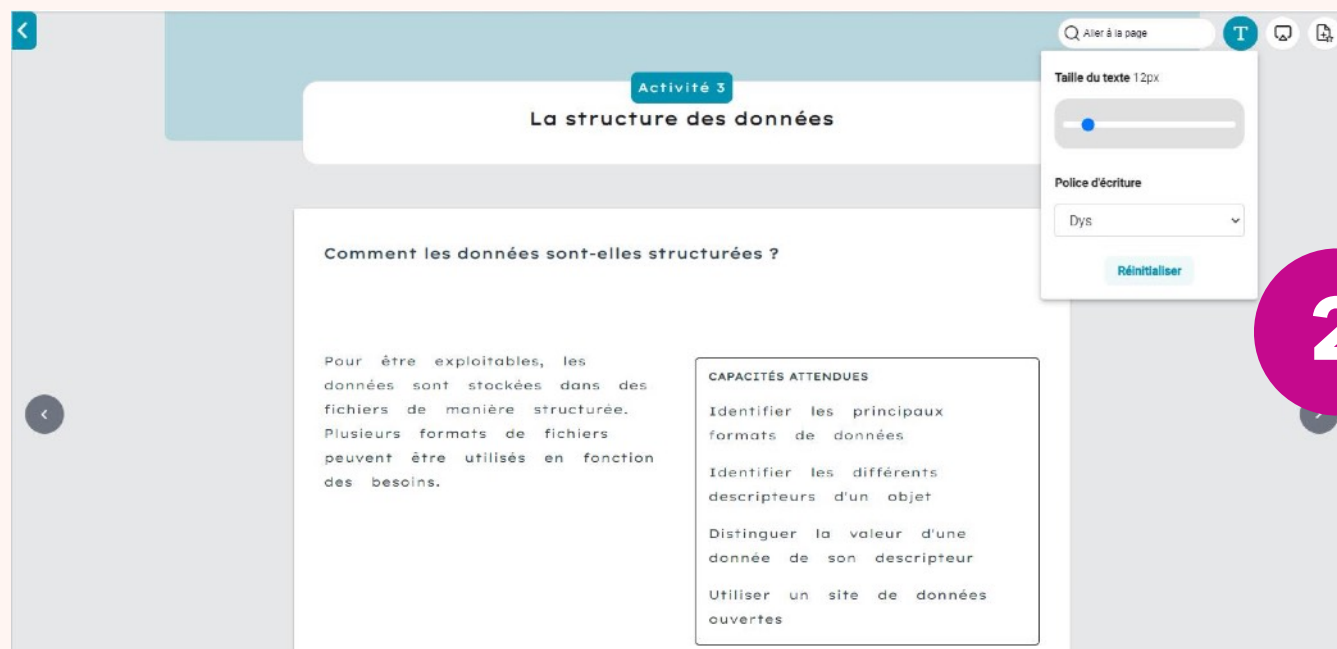 Aller à la page
T
Taille du texte 12px
Police d'écriture
Dys
Réinitialiser
Activité 3
La structure des données
Comment les données sont-elles structurées ?
Pour être exploitables, les
données sont stockées dans des
fichiers de manière structurée.
Plusieurs formats de fichiers
peuvent être utilisés en fonction
des besoins.
CAPACITÉS ATTENDUES
Identifier les principaux
formats de données
Identifier les différents
descripteurs d'un objet
Distinguer la valeur d'une
donnée de son descripteur
Utiliser un site de données
ouvertes
2